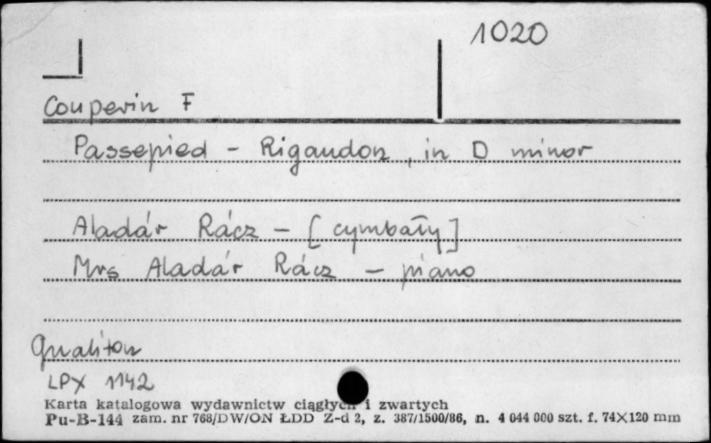 1020
Couperin F
Passepied - Rigaudon, in D minor
Aladár Rácz - [cymbały]
Mrs Aladár Rácz - piano
Qualiton
LPX 1142
Karta katalogowa wydawnictw ciągłych i zwartych
Pu-B-144 zam. nr 768/DW/ON ŁDD Z-d 2, z. 387/1500/86, n. 4 044 000 szt. f. 74×120 mm